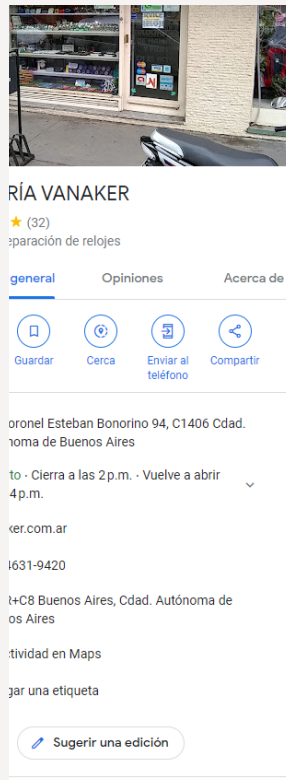 RÍA VANAKER
(32)
eparación de relojes
general
Opiniones
Acerca de
Guardar
Cerca
Enviar al
teléfono
Compartir
oronel Esteban Bonorino 94, C1406 Cdad.
noma de Buenos Aires
to · Cierra a las 2 p.m. · Vuelve a abrir
4 p.m.
ker.com.ar
4631-9420
R+C8 Buenos Aires, Cdad. Autónoma de
os Aires
ctividad en Maps
gar una etiqueta
Sugerir una edición